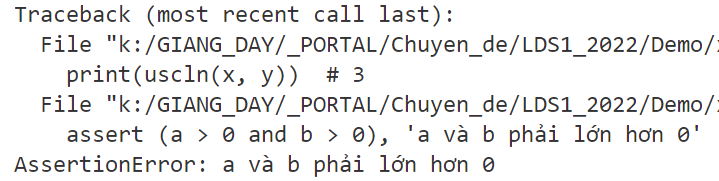 Traceback (most recent call last):
File "k:/GIANG_DAY/_PORTAL/Chuyen_de/LDS1_2022/Demo/
print(uscln(x, y))  # 3
File "k:/GIANG_DAY/_PORTAL/Chuyen_de/LDS1_2022/Demo/
assert (a > 0 and b > 0), 'a và b phải lớn hơn 0'
AssertionError: a và b phải lớn hơn 0